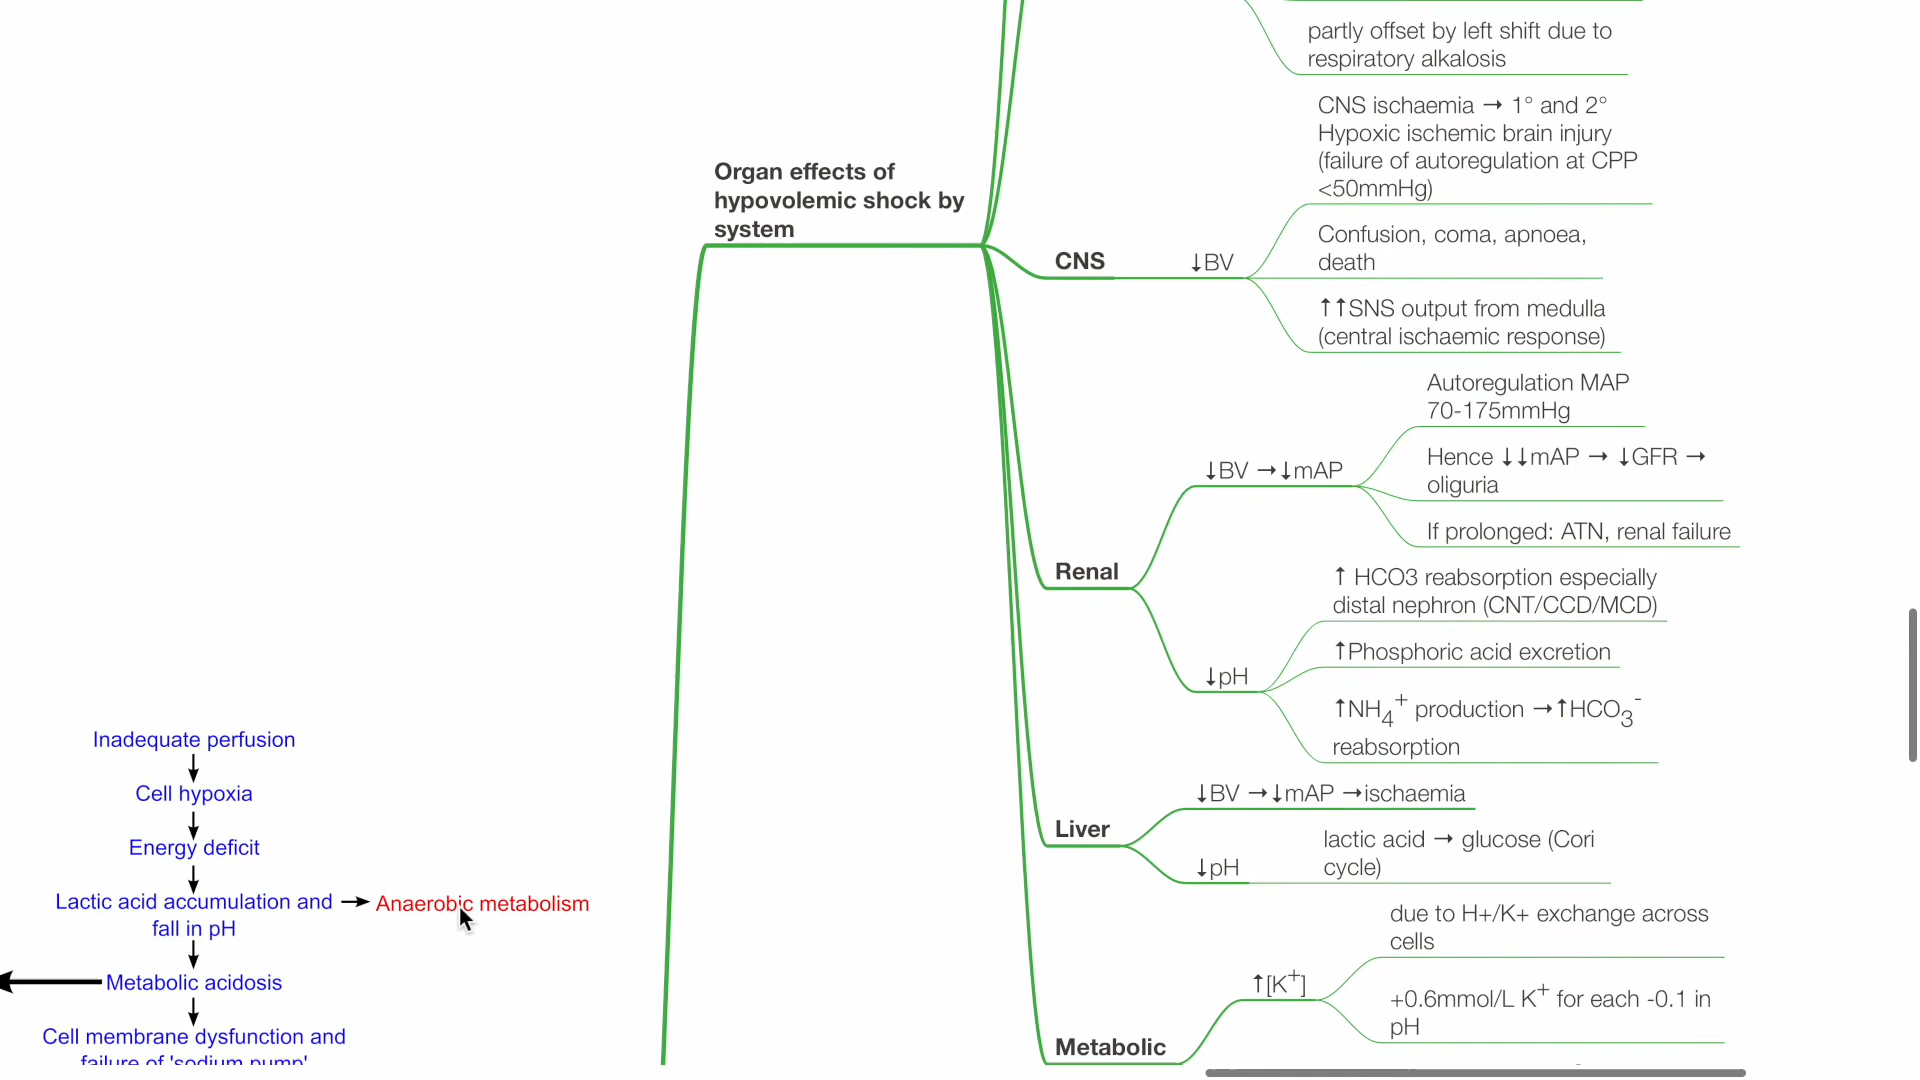 partly offset by left shift due to
respiratory alkalosis
Organ effects of
hypovolemic shock by
system
CNS
↓BV
CNS ischaemia → 1° and 2°
Hypoxic ischemic brain injury
(failure of autoregulation at CPP
<50mmHg)
Confusion, coma, apnoea,
death
↑↑SNS output from medulla
(central ischaemic response)
Renal
↓BV →↓mAP
Autoregulation MAP
70-175mmHg
Hence ↓↓mAP → ↓GFR →
oliguria
If prolonged: ATN, renal failure
↓pH
↑ HCO3 reabsorption especially
distal nephron (CNT/CCD/MCD)
↑Phosphoric acid excretion
↑NH₄⁺ production →↑HCO₃⁻
reabsorption
Liver
↓BV →↓mAP →ischaemia
↓pH
lactic acid → glucose (Cori
cycle)
Metabolic
↑[K⁺]
due to H+/K+ exchange across
cells
+0.6mmol/L K⁺ for each -0.1 in
pH
Inadequate perfusion
Cell hypoxia
Energy deficit
Lactic acid accumulation and
fall in pH
→ Anaerobic metabolism
Metabolic acidosis
Cell membrane dysfunction and
failure of 'sodium pump'